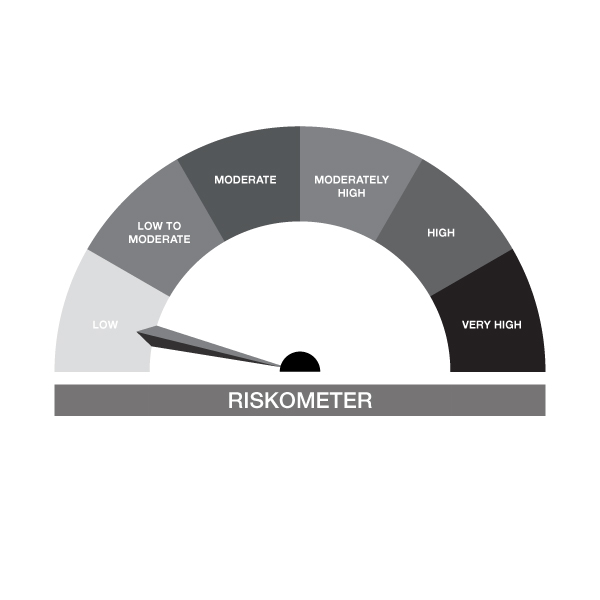 MODERATE
MODERATELY
HIGH
LOW TO
MODERATE
HIGH
LOW
VERY HIGH
RISKOMETER